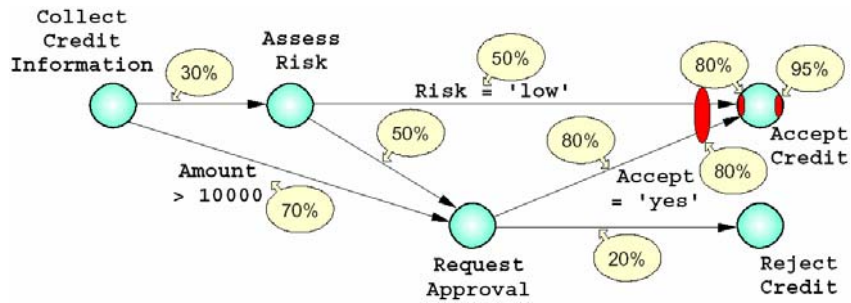 Collect
Credit
Information
Assess
Risk
30%
50%
Risk = 'low'
80%
95%
Accept
Credit
50%
80%
80%
Amount
> 10000
70%
Accept
= 'yes'
20%
Request
Approval
Reject
Credit